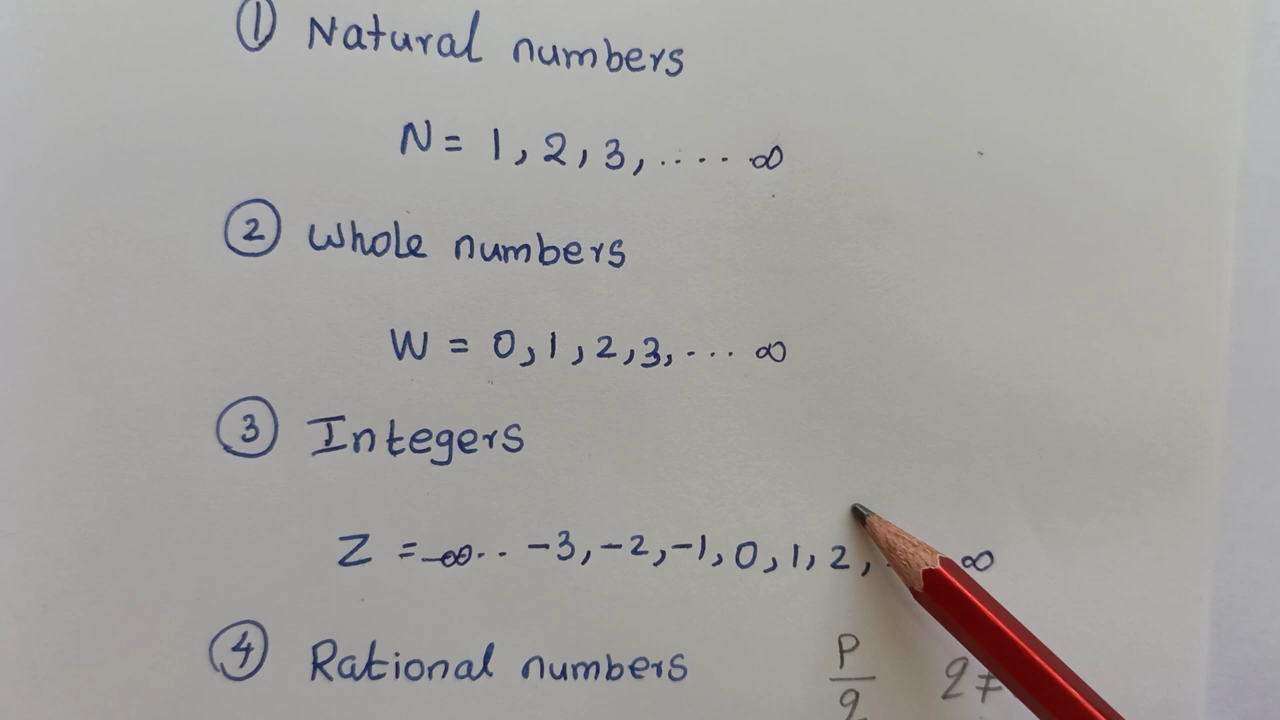 ① Natural numbers
N = 1, 2, 3, ..... ∞
② Whole numbers
W = 0, 1, 2, 3, ... ∞
③ Integers
Z = -∞.. -3, -2, -1, 0, 1, 2, ∞
④ Rational numbers P/q q≠